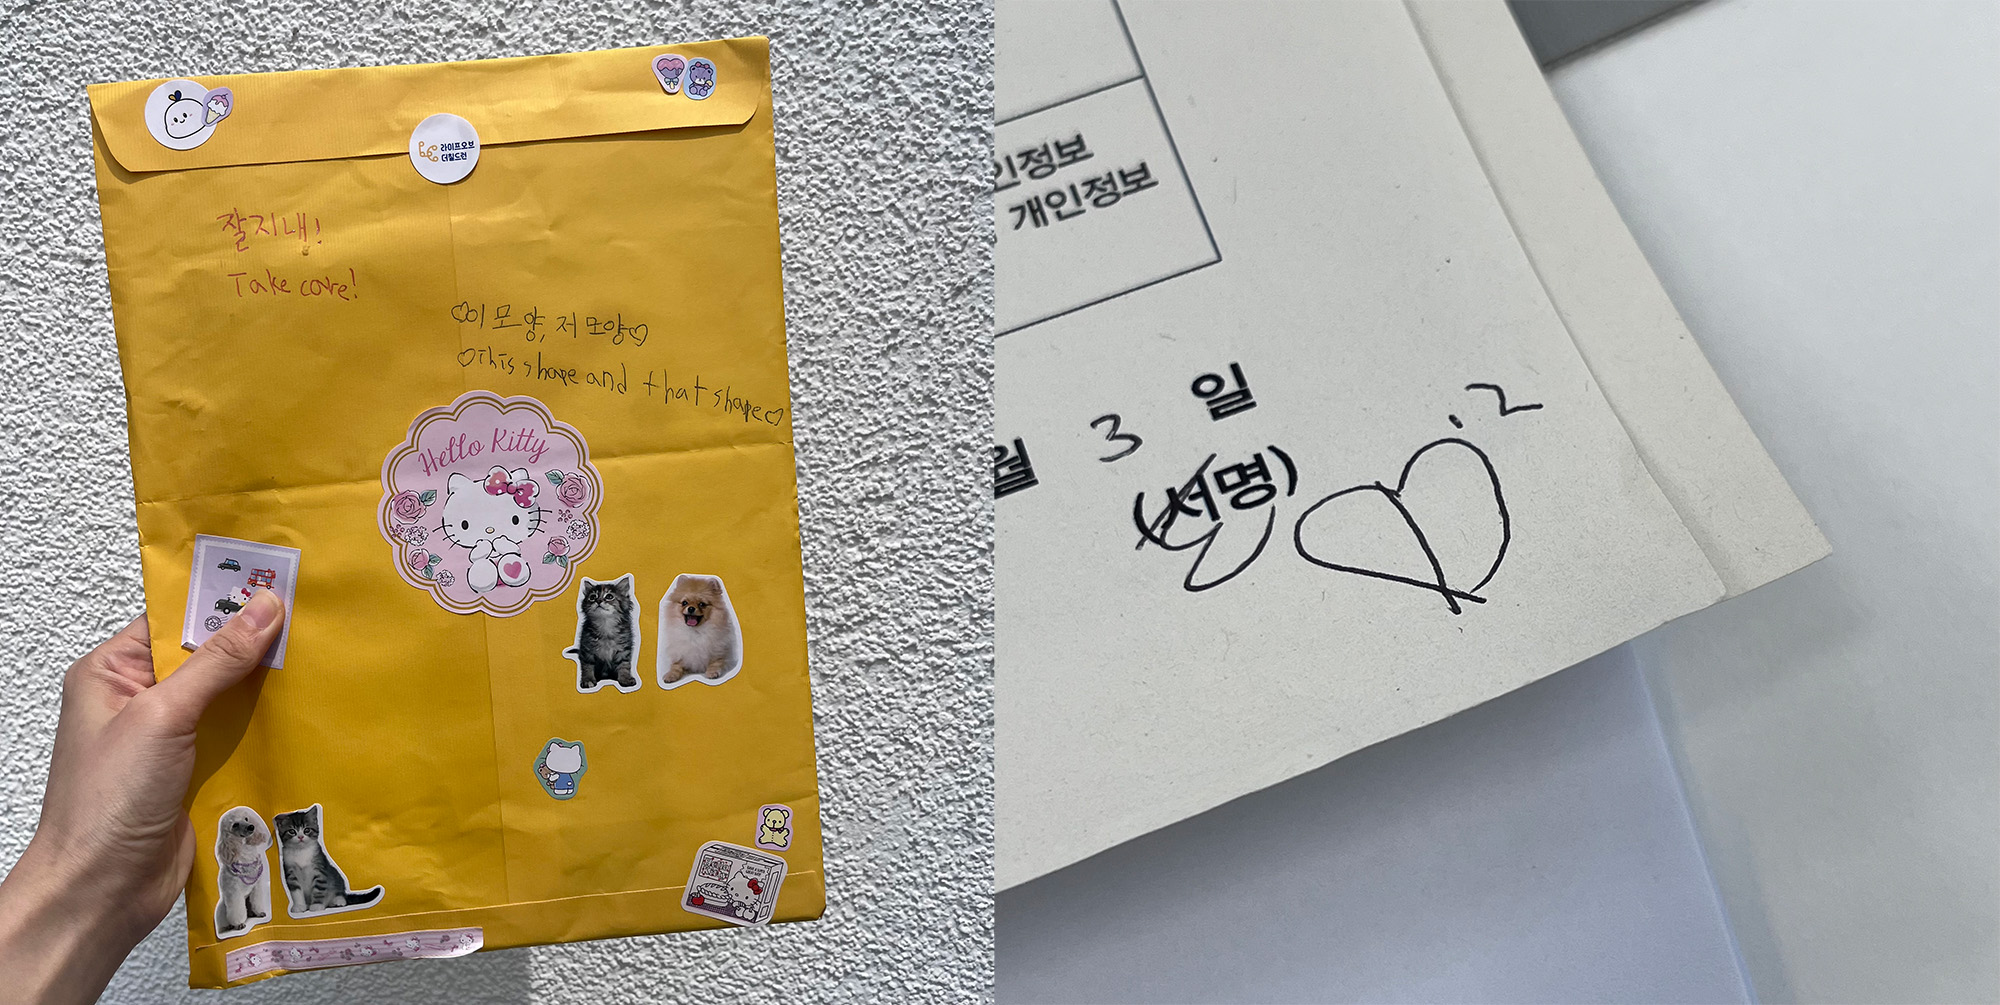 라이프오브
더칠드런
잘지내!
Take care!
♡이 모양, 저 모양♡
♡This shape and that shape♡
Hello Kitty
인정보
개인정보
월 3 일
(서명)
.2